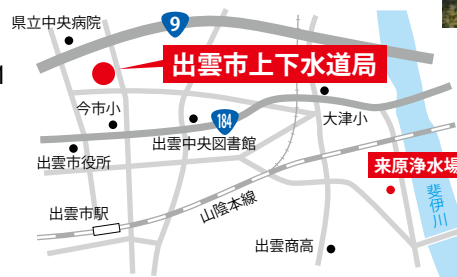 県立中央病院
9
出雲市上下水道局
今市小
184
大津小
出雲中央図書館
出雲市役所
来原浄水場
斐伊川
出雲市駅
山陰本線
出雲商高